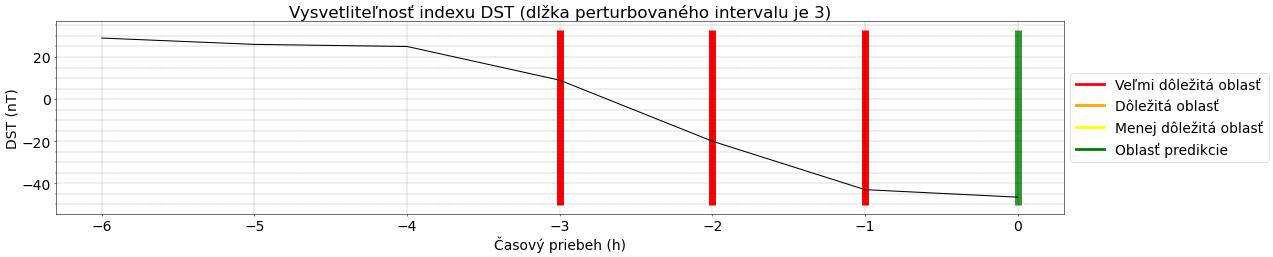 Vysvetliteľnosť indexu DST (dĺžka perturbovaného intervalu je 3)
DST (nT)
20
0
−20
−40
−6
−5
−4
−3
−2
−1
0
Časový priebeh (h)
Veľmi dôležitá oblasť
Dôležitá oblasť
Menej dôležitá oblasť
Oblasť predikcie